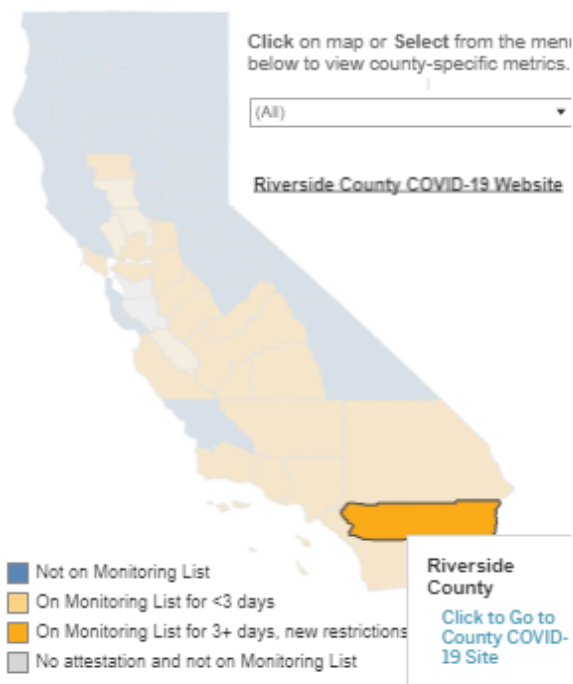 Click on map or Select from the menu
below to view county-specific metrics.
(All)
Riverside County COVID-19 Website
Not on Monitoring List
On Monitoring List for <3 days
On Monitoring List for 3+ days, new restrictions
No attestation and not on Monitoring List
Riverside
County
Click to Go to
County COVID-
19 Site